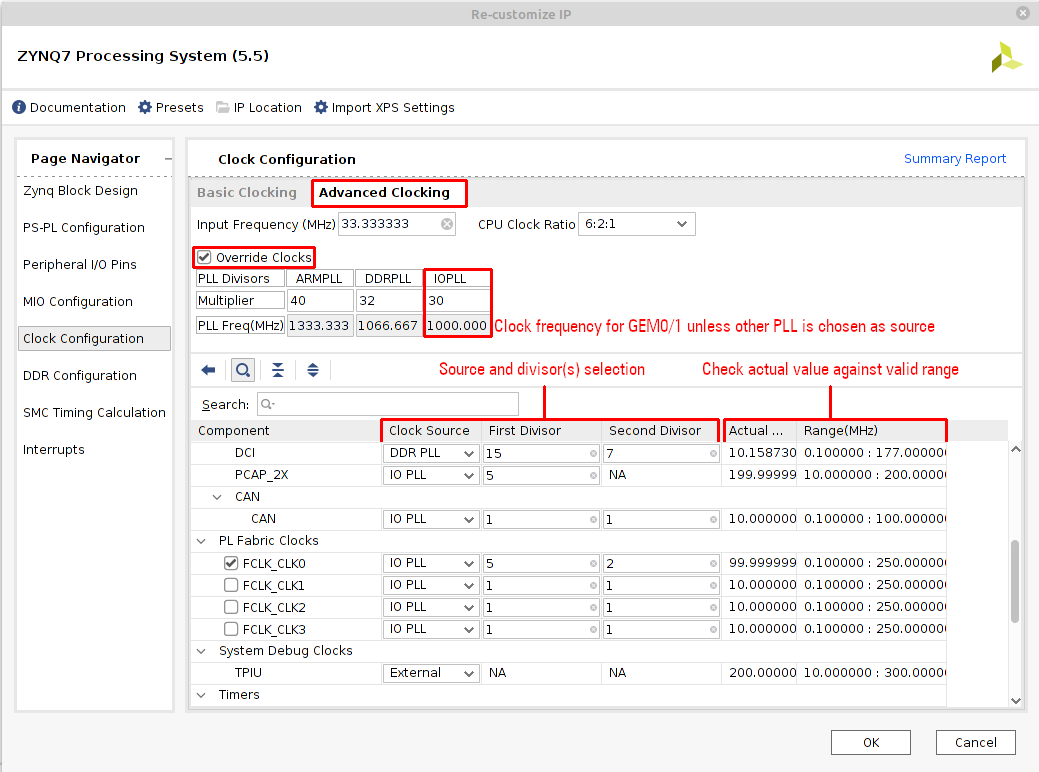 Re-customize IP
ZYNQ7 Processing System (5.5)
Documentation Presets IP Location Import XPS Settings
Page Navigator
Zynq Block Design
PS-PL Configuration
Peripheral I/O Pins
MIO Configuration
Clock Configuration
DDR Configuration
SMC Timing Calculation
Interrupts
Clock Configuration Summary Report
Basic Clocking Advanced Clocking
Input Frequency (MHz) 33.333333 CPU Clock Ratio 6:2:1
Override Clocks
PLL Divisors ARMPLL DDRPLL IOPLL
Multiplier 40 32 30
PLL Freq(MHz) 1333.333 1066.667 1000.000 Clock frequency for GEM0/1 unless other PLL is chosen as source
Source and divisor(s) selection Check actual value against valid range
Search:
Component Clock Source First Divisor Second Divisor Actual ... Range(MHz)
DCI DDR PLL 15 7 10.158730 0.100000 : 177.000000
PCAP_2X IO PLL 5 NA 199.99999 10.000000 : 200.000000
CAN
CAN IO PLL 1 1 10.000000 0.100000 : 100.000000
PL Fabric Clocks
FCLK_CLK0 IO PLL 5 2 99.999999 0.100000 : 250.000000
FCLK_CLK1 IO PLL 1 1 10.000000 0.100000 : 250.000000
FCLK_CLK2 IO PLL 1 1 10.000000 0.100000 : 250.000000
FCLK_CLK3 IO PLL 1 1 10.000000 0.100000 : 250.000000
System Debug Clocks
TPIU External NA NA 200.00000 10.000000 : 300.000000
Timers
OK Cancel